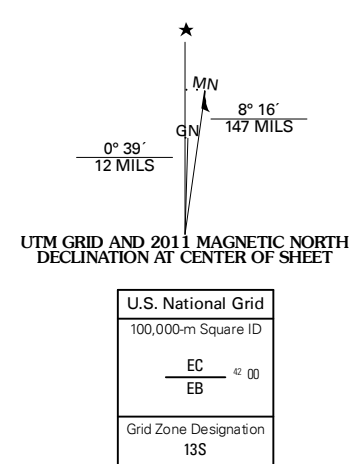 ★
MN
GN
8° 16´
147 MILS
0° 39´
12 MILS
UTM GRID AND 2011 MAGNETIC NORTH
DECLINATION AT CENTER OF SHEET
U.S. National Grid
100,000-m Square ID
EC
42 00
EB
Grid Zone Designation
13S